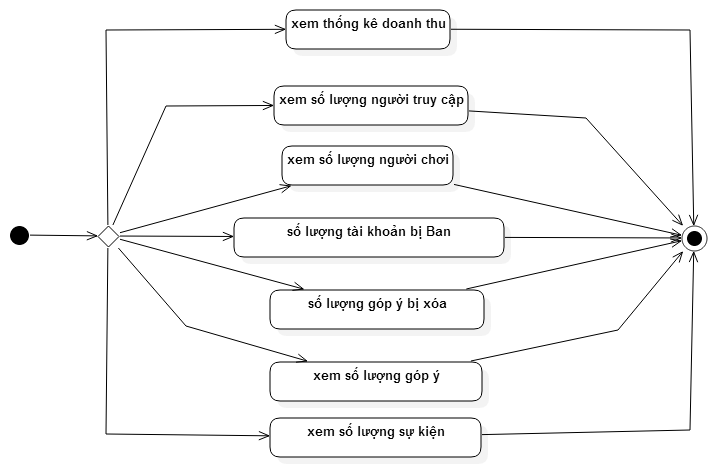 xem thống kê doanh thu
xem số lượng người truy cập
xem số lượng người chơi
số lượng tài khoản bị Ban
số lượng góp ý bị xóa
xem số lượng góp ý
xem số lượng sự kiện